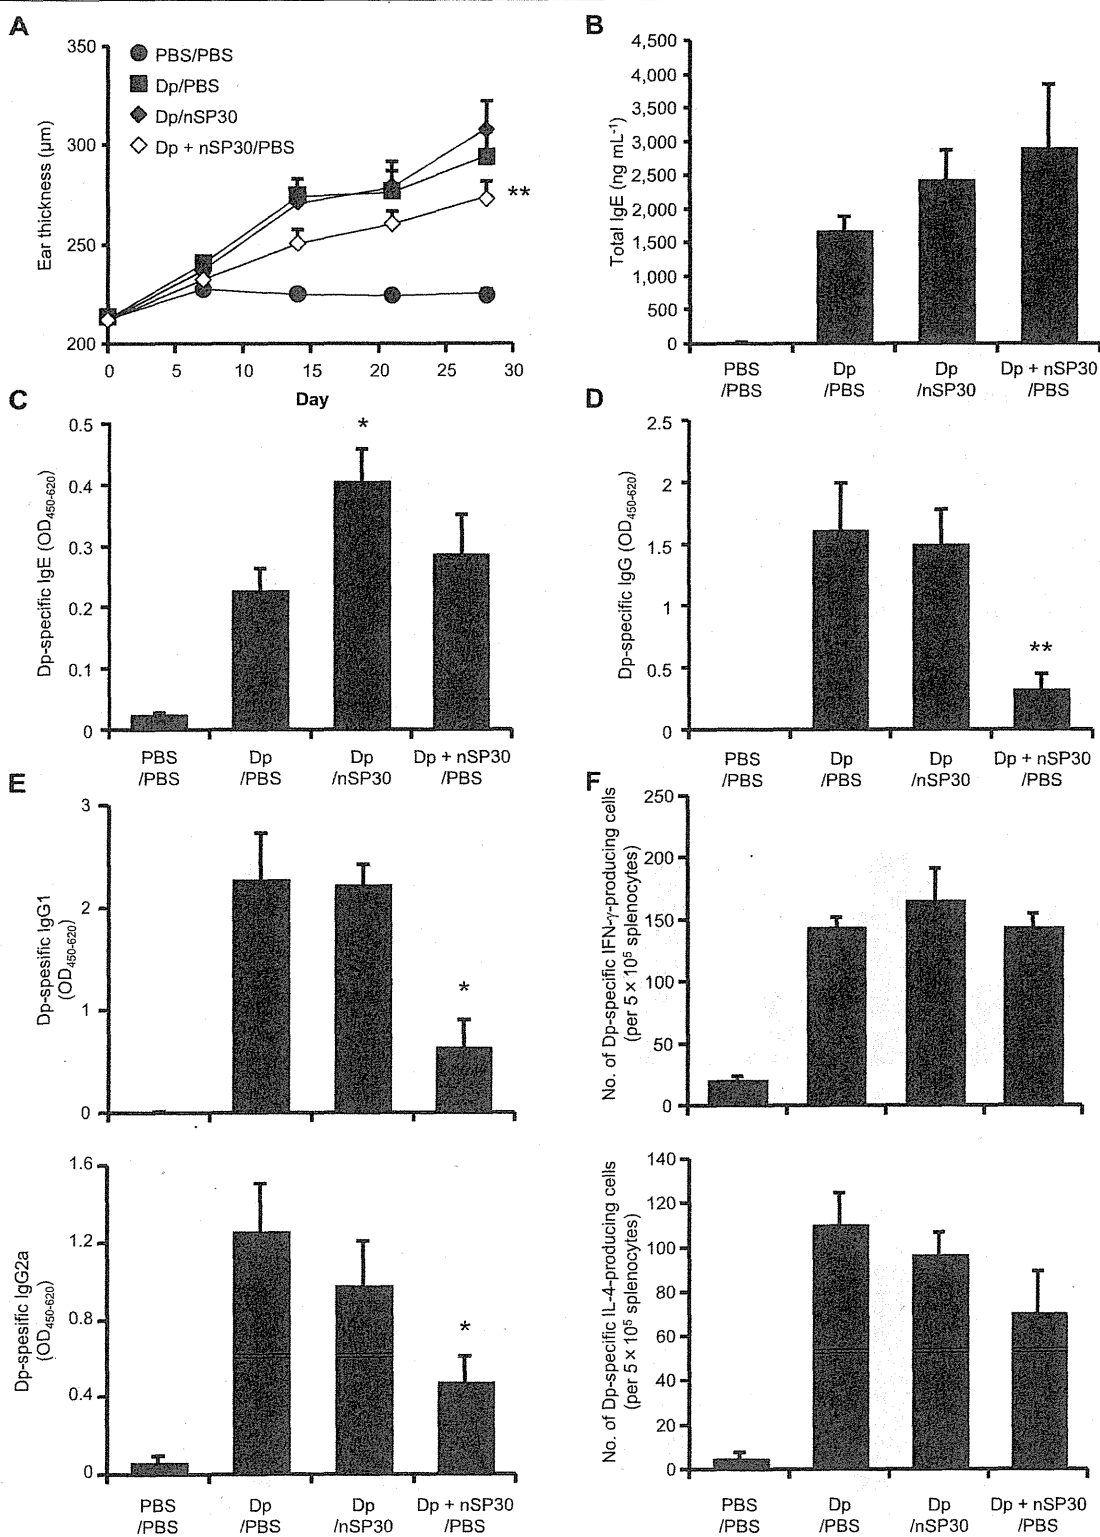 A
350
300
250
200
Ear thickness (μm)
PBS/PBS
Dp/PBS
Dp/nSP30
Dp + nSP30/PBS
**
0 5 10 15 20 25 30
Day
B
4,500
4,000
3,500
3,000
2,500
2,000
1,500
1,000
500
0
Total IgE (ng mL⁻¹)
PBS Dp Dp Dp + nSP30
/PBS /PBS /nSP30 /PBS
C
0.5
0.4
0.3
0.2
0.1
0
Dp-specific IgE (OD450-620)
*
PBS Dp Dp Dp + nSP30
/PBS /PBS /nSP30 /PBS
D
2.5
2
1.5
1
0.5
0
Dp-specific IgG (OD450-620)
**
PBS Dp Dp Dp + nSP30
/PBS /PBS /nSP30 /PBS
E
3
2
1
0
Dp-spesific IgG1
(OD450-620)
*
1.6
1.2
0.8
0.4
0
Dp-spesific IgG2a
(OD450-620)
*
PBS Dp Dp Dp + nSP30
/PBS /PBS /nSP30 /PBS
F
250
200
150
100
50
0
No. of Dp-specific IFN-γ-producing cells
(per 5 × 10⁵ splenocytes)
140
120
100
80
60
40
20
0
No. of Dp-specific IL-4-producing cells
(per 5 × 10⁵ splenocytes)
PBS Dp Dp Dp + nSP30
/PBS /PBS /nSP30 /PBS